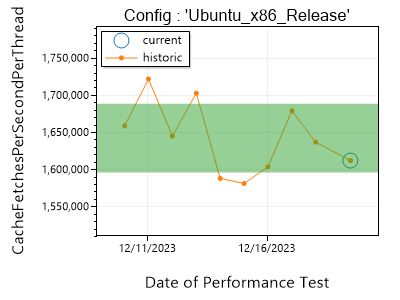 Config : 'Ubuntu_x86_Release'
CacheFetchesPerSecondPerThread
current
historic
1,750,000
1,700,000
1,650,000
1,600,000
1,550,000
12/11/2023
12/16/2023
Date of Performance Test